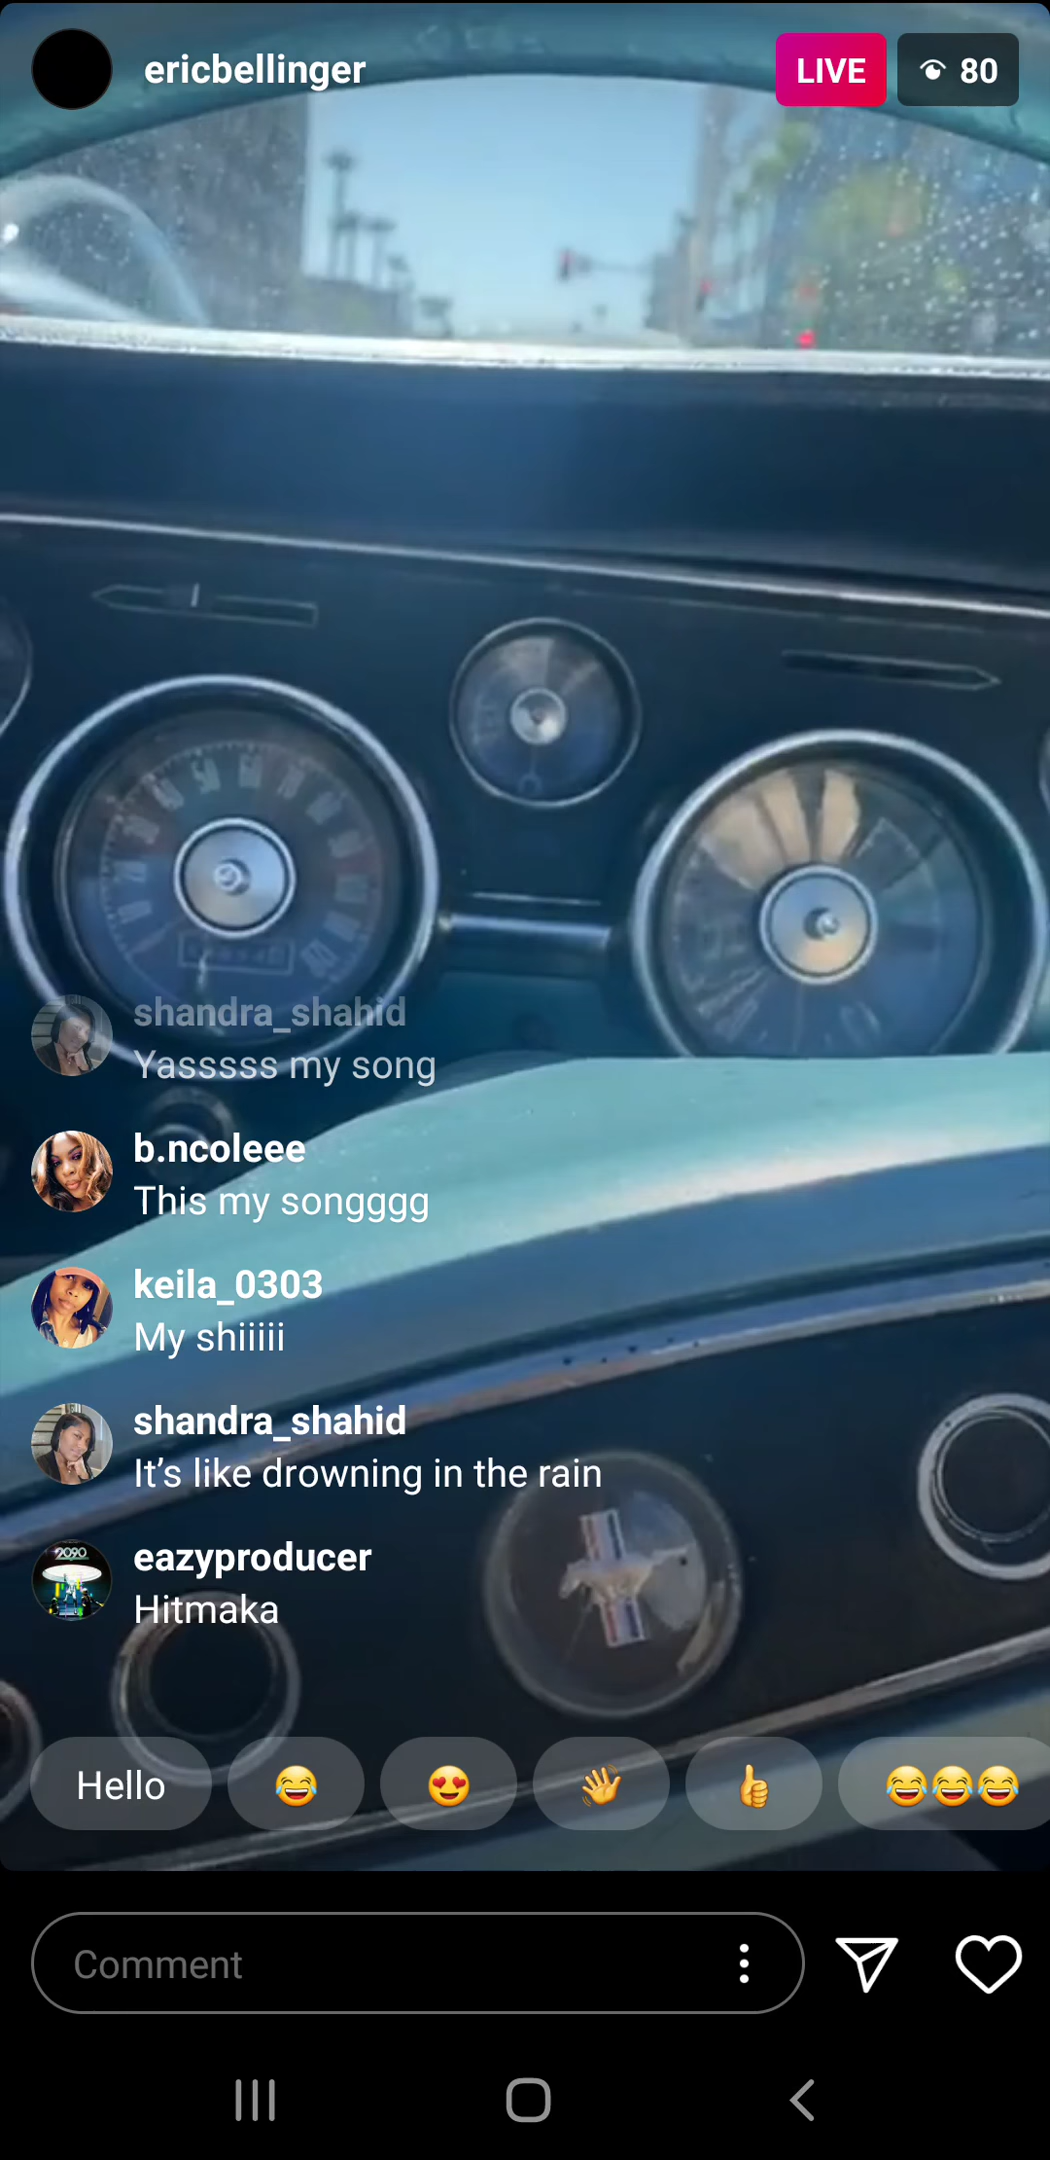 ericbellinger
LIVE
80
shandra_shahid
Yasssss my song
b.ncoleee
This my songggg
keila_0303
My shiiiii
shandra_shahid
It’s like drowning in the rain
eazyproducer
Hitmaka
Hello
😂 😍 👋 👍 😂😂😂
Comment